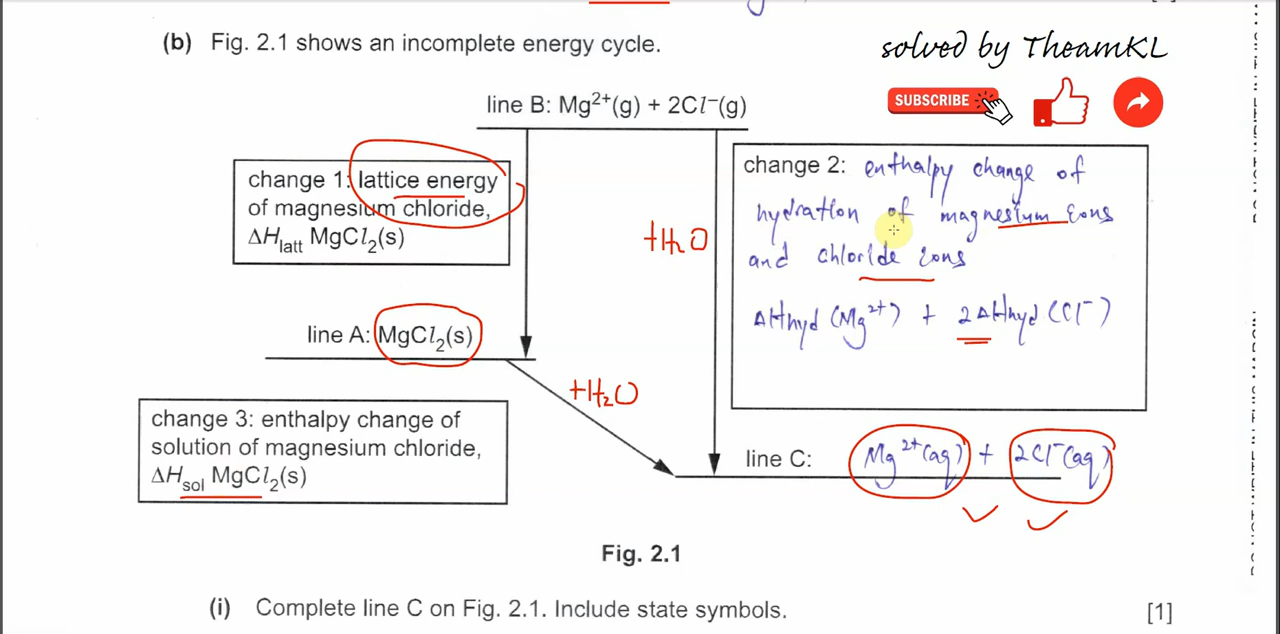 (b) Fig. 2.1 shows an incomplete energy cycle.
solved by TheamKL
SUBSCRIBE
line B: Mg²⁺(g) + 2Cl⁻(g)
change 1: lattice energy
of magnesium chloride,
ΔHlatt MgCl₂(s)
+H₂O
change 2: enthalpy change of
hydration of magnesium ions
and chloride ions
ΔHhyd (Mg²⁺) + 2ΔHhyd (Cl⁻)
line A: MgCl₂(s)
+H₂O
change 3: enthalpy change of
solution of magnesium chloride,
ΔHsol MgCl₂(s)
line C: Mg²⁺(aq) + 2Cl⁻(aq)
Fig. 2.1
(i) Complete line C on Fig. 2.1. Include state symbols. [1]